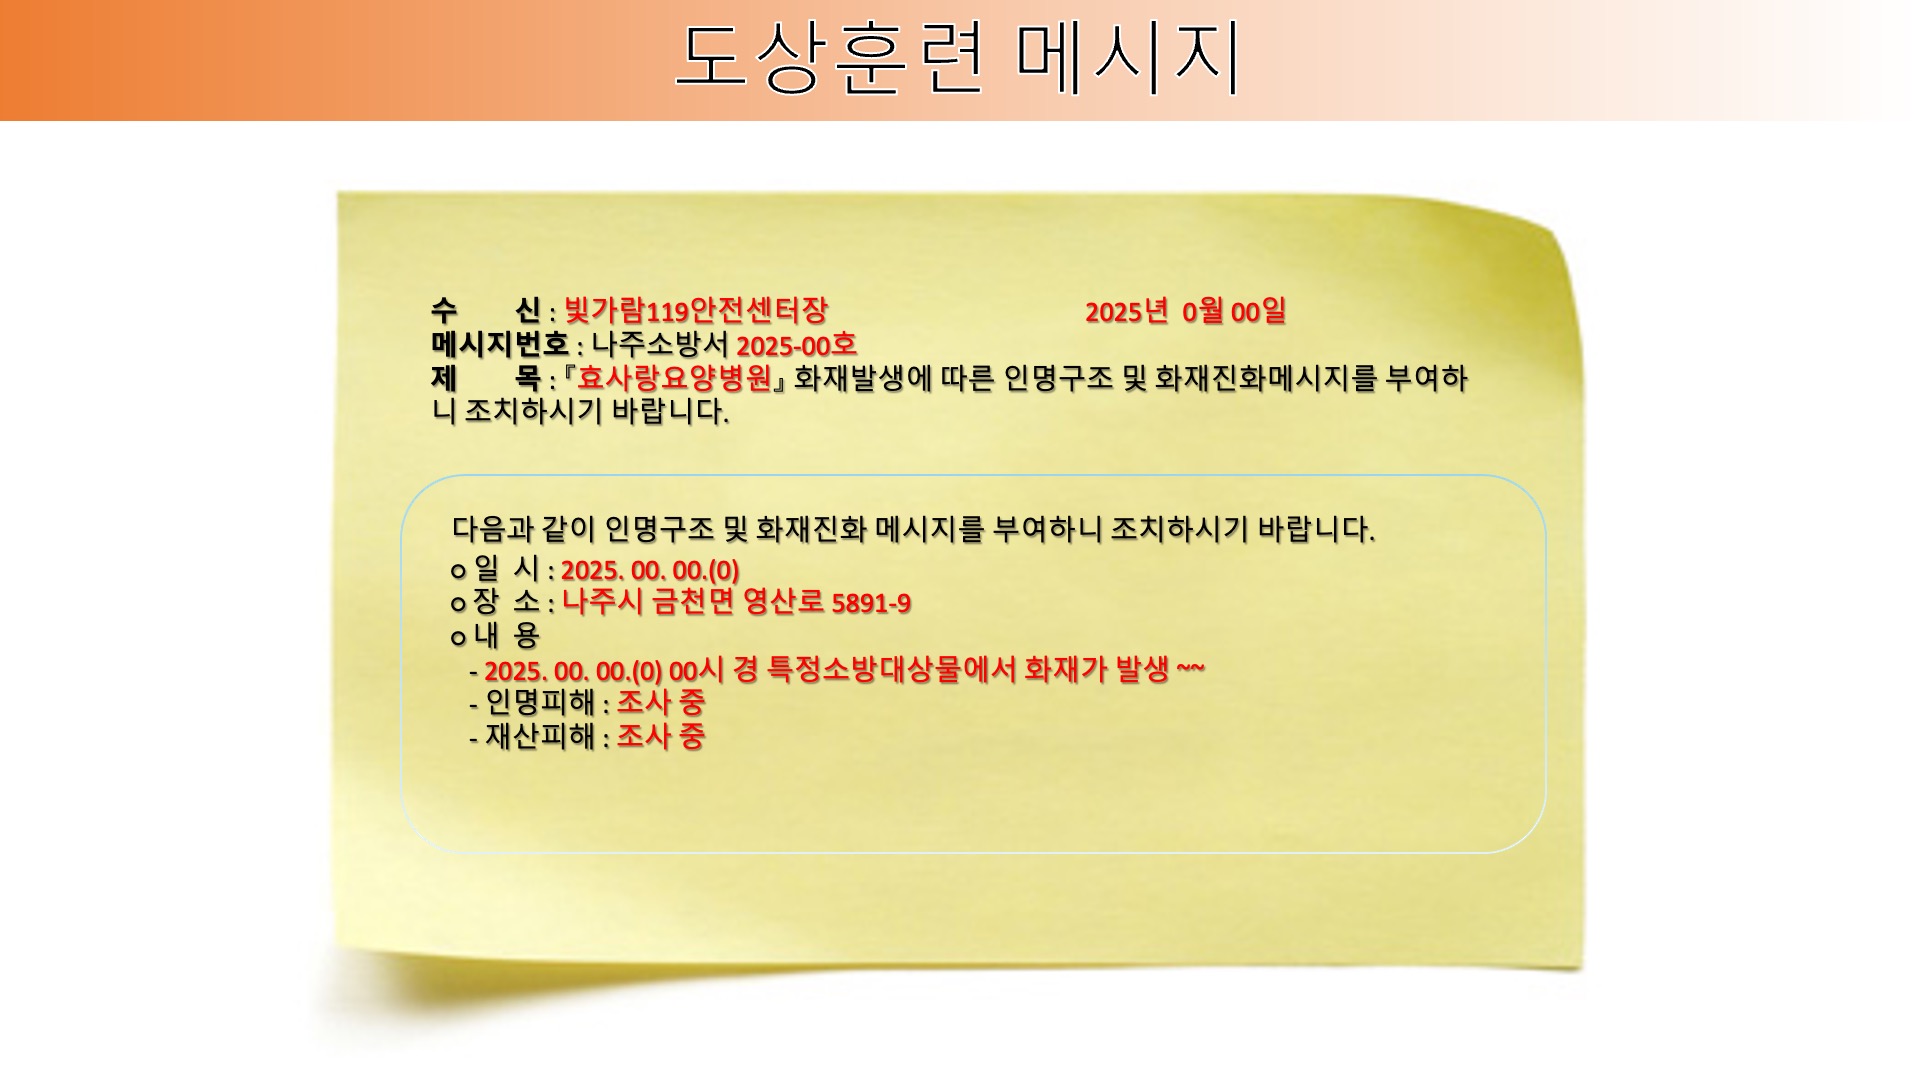 도상훈련 메시지
수 신 : 빛가람119안전센터장 2025년 0월 00일
메시지번호 : 나주소방서 2025-00호
제 목 : 『효사랑요양병원』 화재발생에 따른 인명구조 및 화재진화메시지를 부여하
니 조치하시기 바랍니다.
다음과 같이 인명구조 및 화재진화 메시지를 부여하니 조치하시기 바랍니다.
ㅇ 일 시 : 2025. 00. 00.(0)
ㅇ 장 소 : 나주시 금천면 영산로 5891-9
ㅇ 내 용
- 2025. 00. 00.(0) 00시 경 특정소방대상물에서 화재가 발생 ~~
- 인명피해 : 조사 중
- 재산피해 : 조사 중